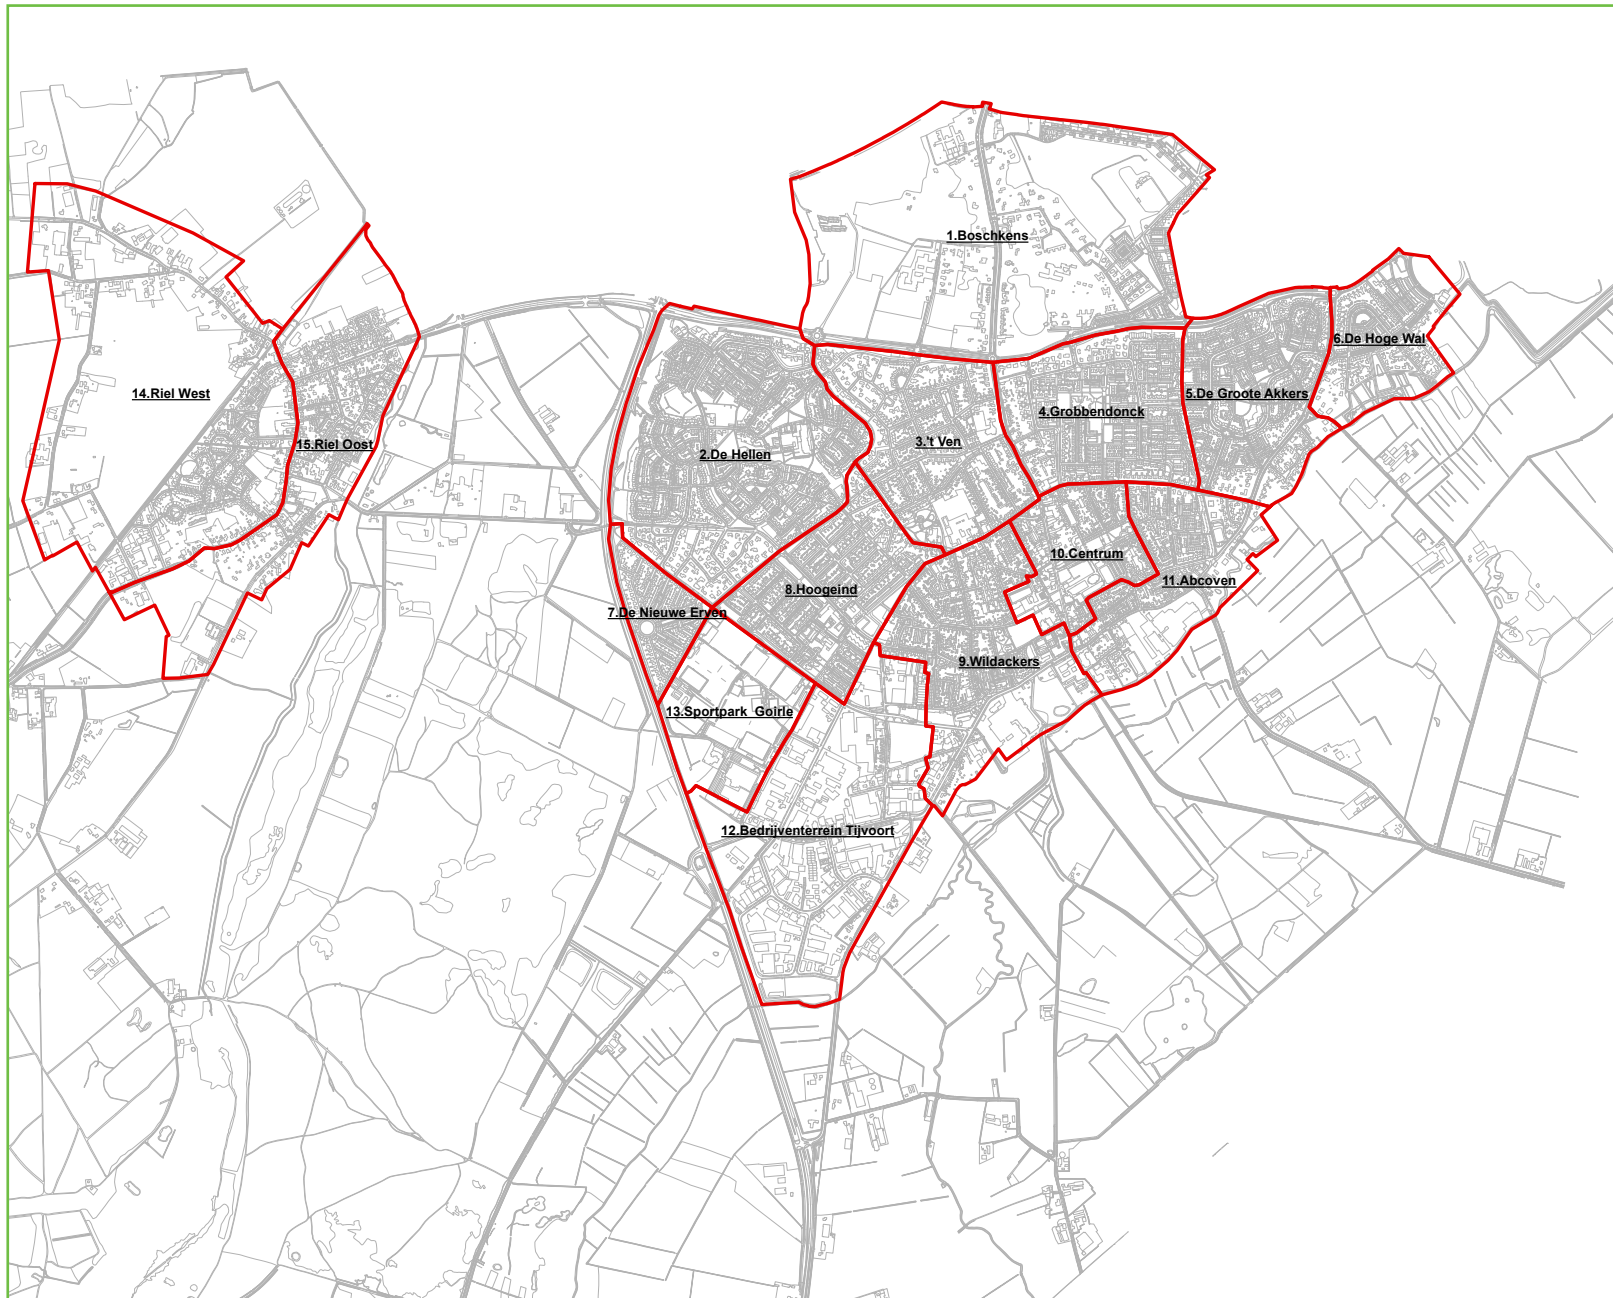 1.Boschkens
6.De Hoge Wal
14.Riel West
5.De Groote Akkers
4.Grobbendonck
3.'t Ven
15.Riel Oost
2.De Hellen
10.Centrum
11.Abcoven
8.Hoogeind
7.De Nieuwe Erven
9.Wildackers
13.Sportpark Goirle
12.Bedrijventerrein Tijvoort